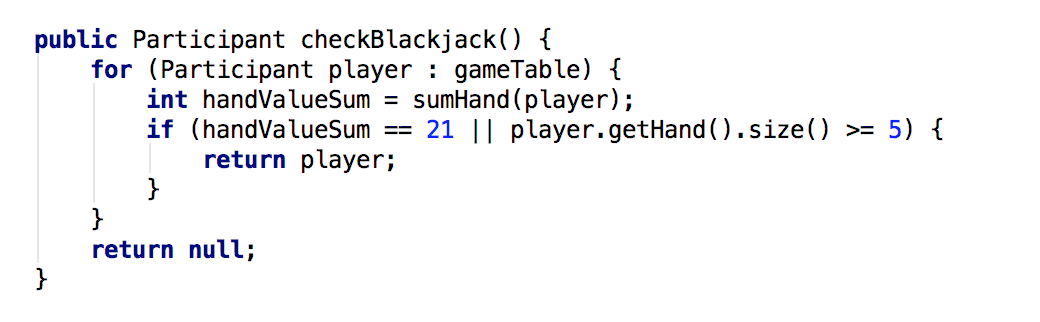 public Participant checkBlackjack() {
    for (Participant player : gameTable) {
        int handValueSum = sumHand(player);
        if (handValueSum == 21 || player.getHand().size() >= 5) {
            return player;
        }
    }
    return null;
}